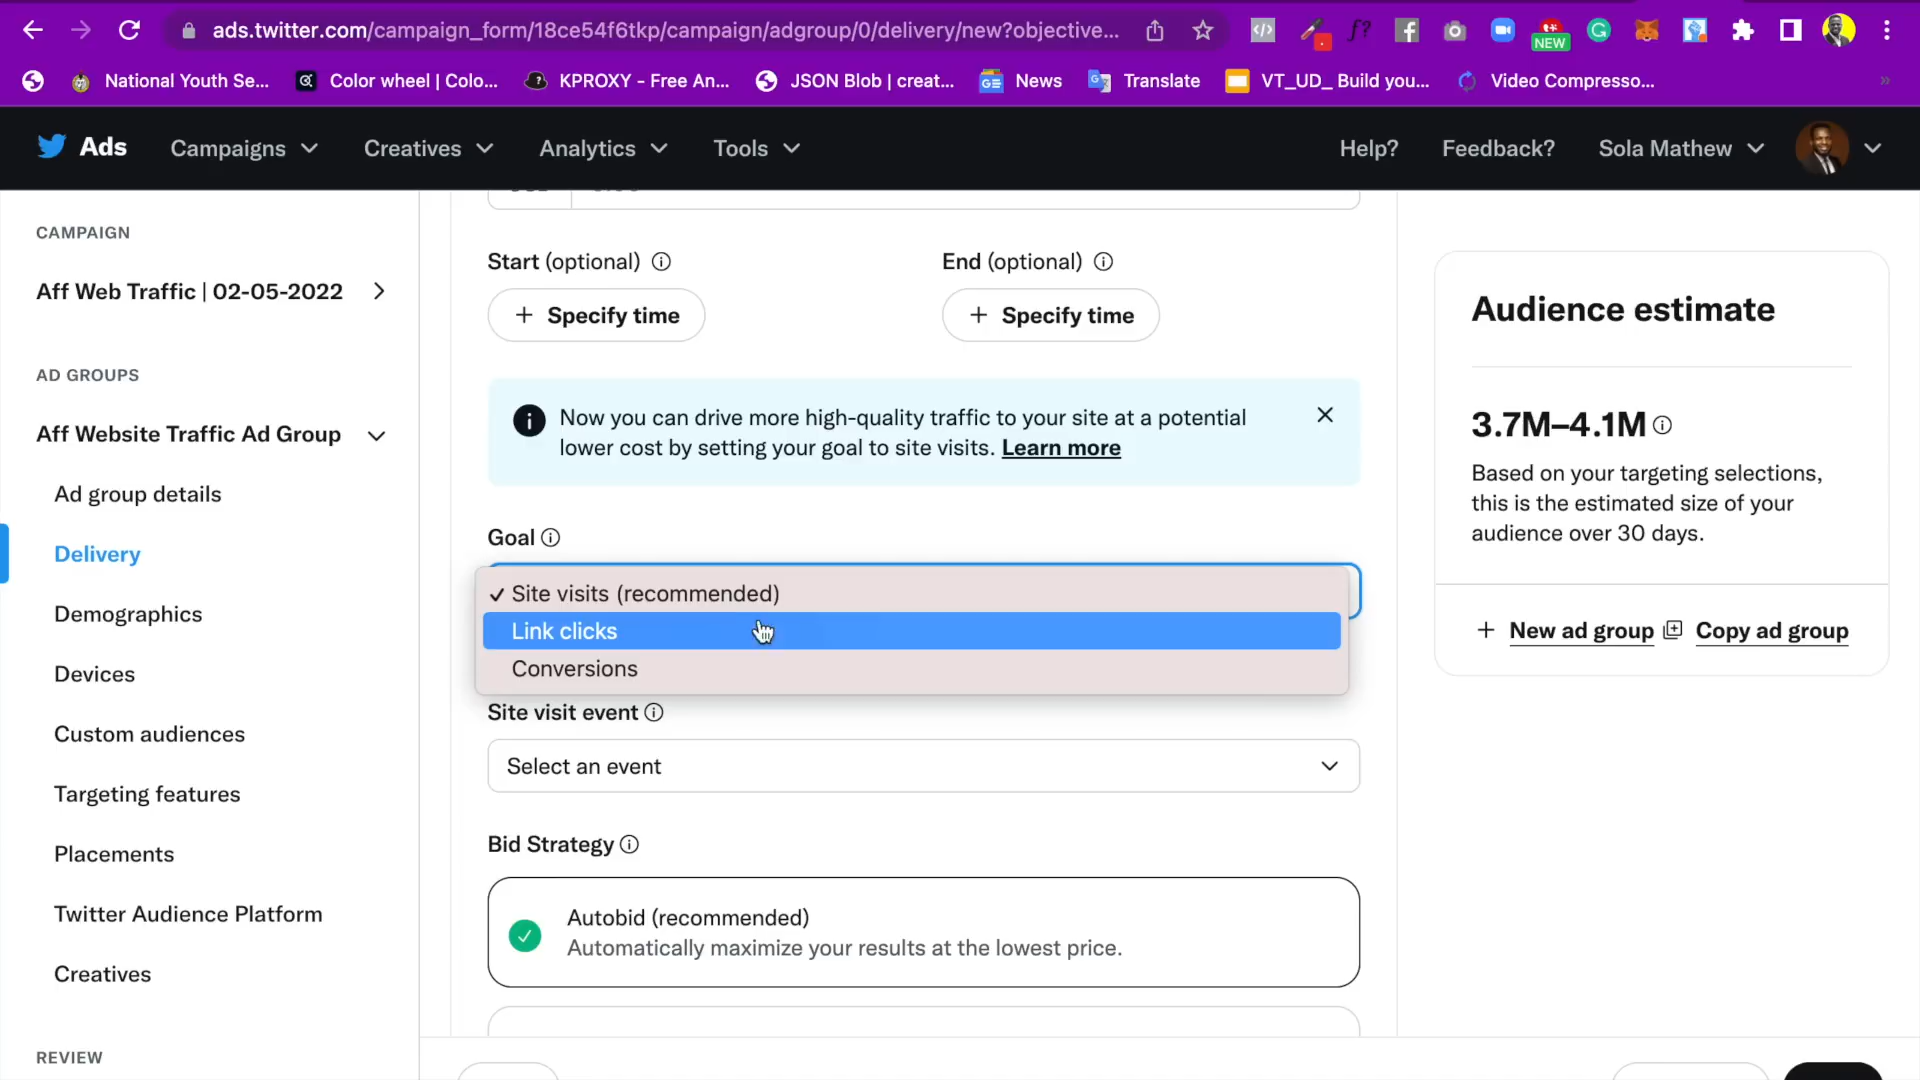 ads.twitter.com/campaign_form/18ce54f6tkp/campaign/adgroup/0/delivery/new?objective...
NEW
National Youth Se...
Color wheel | Colo...
KPROXY - Free An...
JSON Blob | creat...
News
Translate
VT_UD_ Build you...
Video Compresso...
Ads
Campaigns
Creatives
Analytics
Tools
Help?
Feedback?
Sola Mathew
CAMPAIGN
Aff Web Traffic | 02-05-2022
AD GROUPS
Aff Website Traffic Ad Group
Ad group details
Delivery
Demographics
Devices
Custom audiences
Targeting features
Placements
Twitter Audience Platform
Creatives
REVIEW
Start (optional)
+ Specify time
End (optional)
+ Specify time
Now you can drive more high-quality traffic to your site at a potential
lower cost by setting your goal to site visits. Learn more
Goal
✓ Site visits (recommended)
Link clicks
Conversions
Site visit event
Select an event
Bid Strategy
Autobid (recommended)
Automatically maximize your results at the lowest price.
Audience estimate
3.7M–4.1M
Based on your targeting selections,
this is the estimated size of your
audience over 30 days.
+ New ad group
Copy ad group